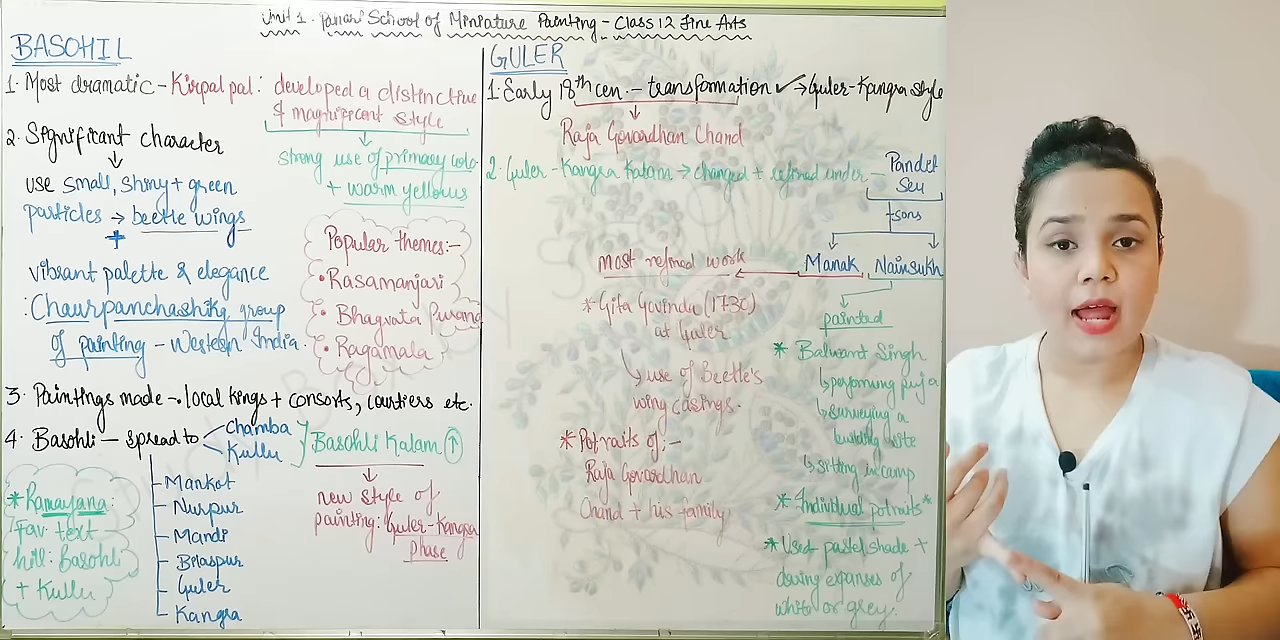 Unit 1. Pahari School of Miniature Painting - Class 12 Fine Arts
BASOHLI
1. Most dramatic - Kirpal pal: developed a distinctive
& magnificent style
strong use of primary colo
+ warm yellows
2. Significant character
use small, shiny + green
particles → beetle wings
+
vibrant palette & elegance
: Chaurpanchashika group
of painting - Western India.
Popular themes:-
• Rasamanjari
• Bhagvata Purana
• Ragamala
3. Paintings made → local kings + consorts, courtiers etc.
4. Basohli — spread to
Chamba
Kullu
Mankot
Nurpur
Mandi
Bilaspur
Guler
Kangra
Basohli Kalam ↑
new style of
painting: Guler-Kangra
phase
* Ramayana:
Fav text
hill: Basohli
+ Kullu
GULER
1. Early 18th cen. - transformation ✓ → Guler-Kangra style
Raja Govardhan Chand
2. Guler-Kangra Kalam → changed + refined under - Pandit
Seu
sons
Manak Nainsukh
most refined work
* Gita Govinda (1730)
at Guler
use of Beetle's
wing casings.
* Potraits of:-
Raja Govardhan
Chand + his family
painted
* Balwant Singh
performing puja
surveying a
building site
sitting in camp
* Individual potraits *
* Used pastel shade +
daring expanses of
white or grey.